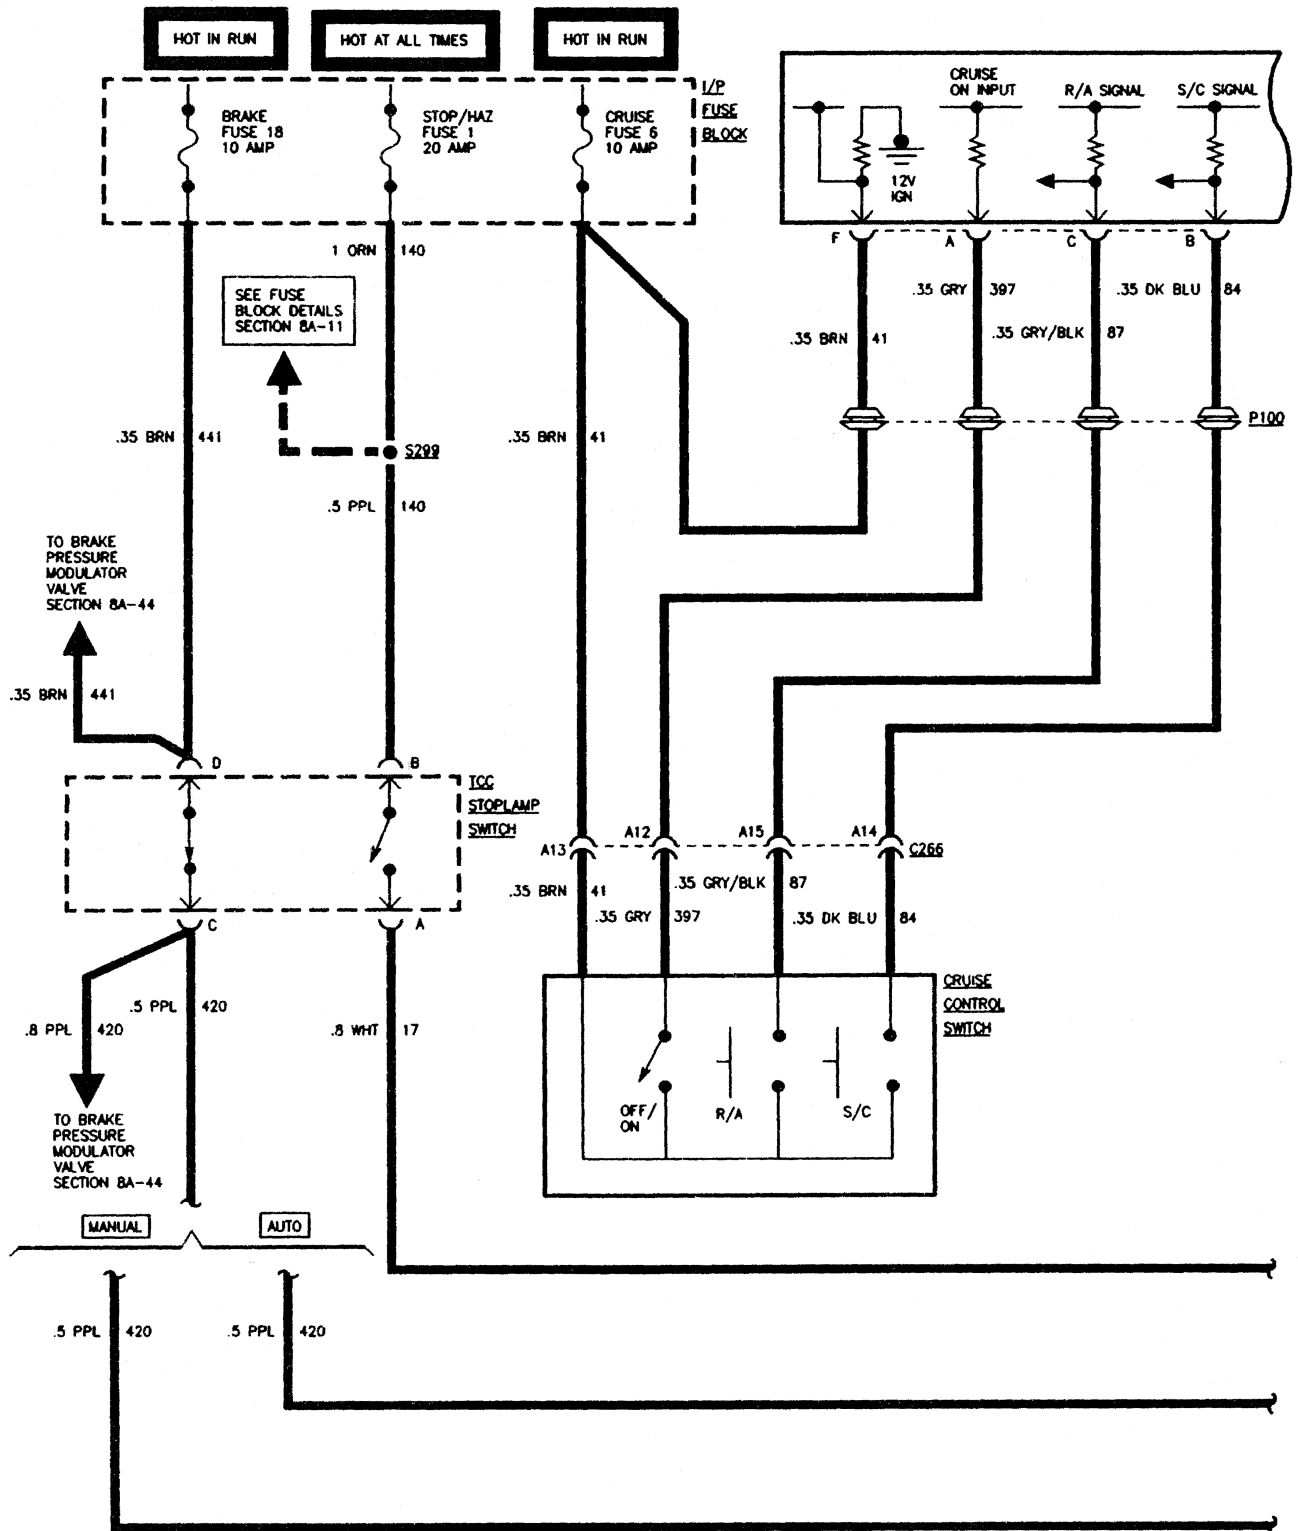 HOT IN RUN
HOT AT ALL TIMES
HOT IN RUN
BRAKE
FUSE 18
10 AMP
STOP/HAZ
FUSE 1
20 AMP
CRUISE
FUSE 6
10 AMP
I/P
FUSE
BLOCK
CRUISE
ON INPUT
R/A SIGNAL
S/C SIGNAL
12V
IGN
F
A
C
B
1 ORN 140
SEE FUSE
BLOCK DETAILS
SECTION 8A-11
.35 GRY 397
.35 DK BLU 84
.35 BRN 41
.35 GRY/BLK 87
P100
.35 BRN 441
S299
.35 BRN 41
.5 PPL 140
TO BRAKE
PRESSURE
MODULATOR
VALVE
SECTION 8A-44
.35 BRN 441
D
B
TCC
STOPLAMP
SWITCH
A13
A12
A15
A14
C266
.35 BRN 41
.35 GRY/BLK 87
.35 GRY 397
.35 DK BLU 84
C
A
CRUISE
CONTROL
SWITCH
.5 PPL 420
.8 PPL 420
.8 WHT 17
OFF/
ON
R/A
S/C
TO BRAKE
PRESSURE
MODULATOR
VALVE
SECTION 8A-44
MANUAL
AUTO
.5 PPL 420
.5 PPL 420